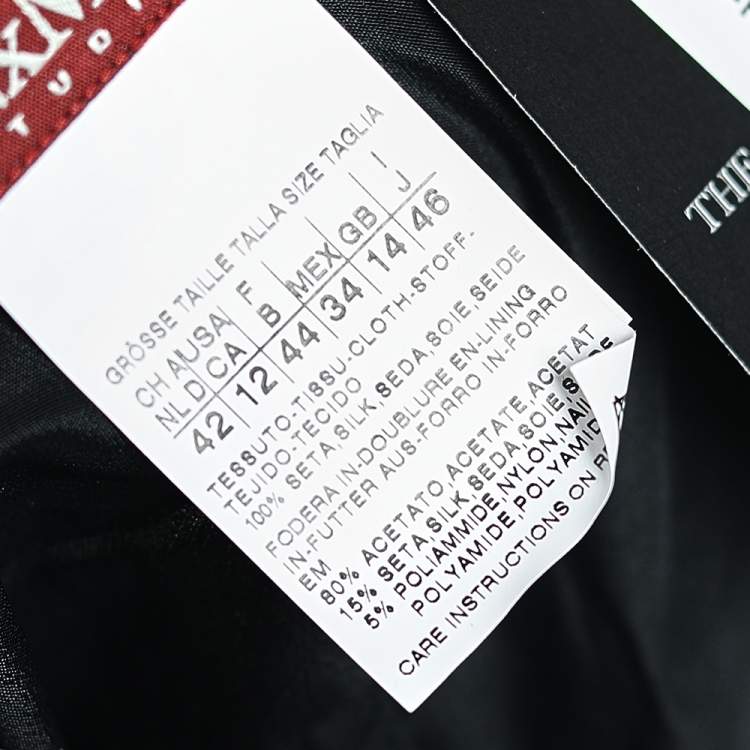 TUDI
THE
GRÖSSE TAILLE TALLA SIZE TAGLIA
CH A USA F MEX GB I
NL D CA B J
42 12 44 34 14 46
TESSUTO-TISSU-CLOTH-STOFF-
TEJIDO-TECIDO
100% SETA,SILK,SEDA,SOIE,SEIDE
FODERA IN-DOUBLURE EN-LINING
IN.FUTTER AUS-FORRO IN-FORRO
EM
80% ACETATO,ACETATE,ACETAT
15% SETA,SILK,SEDA,SOIE,
5% POLIAMMIDE,NYLON,
POLYAMIDE,POLYAMID
CARE INSTRUCTIONS ON